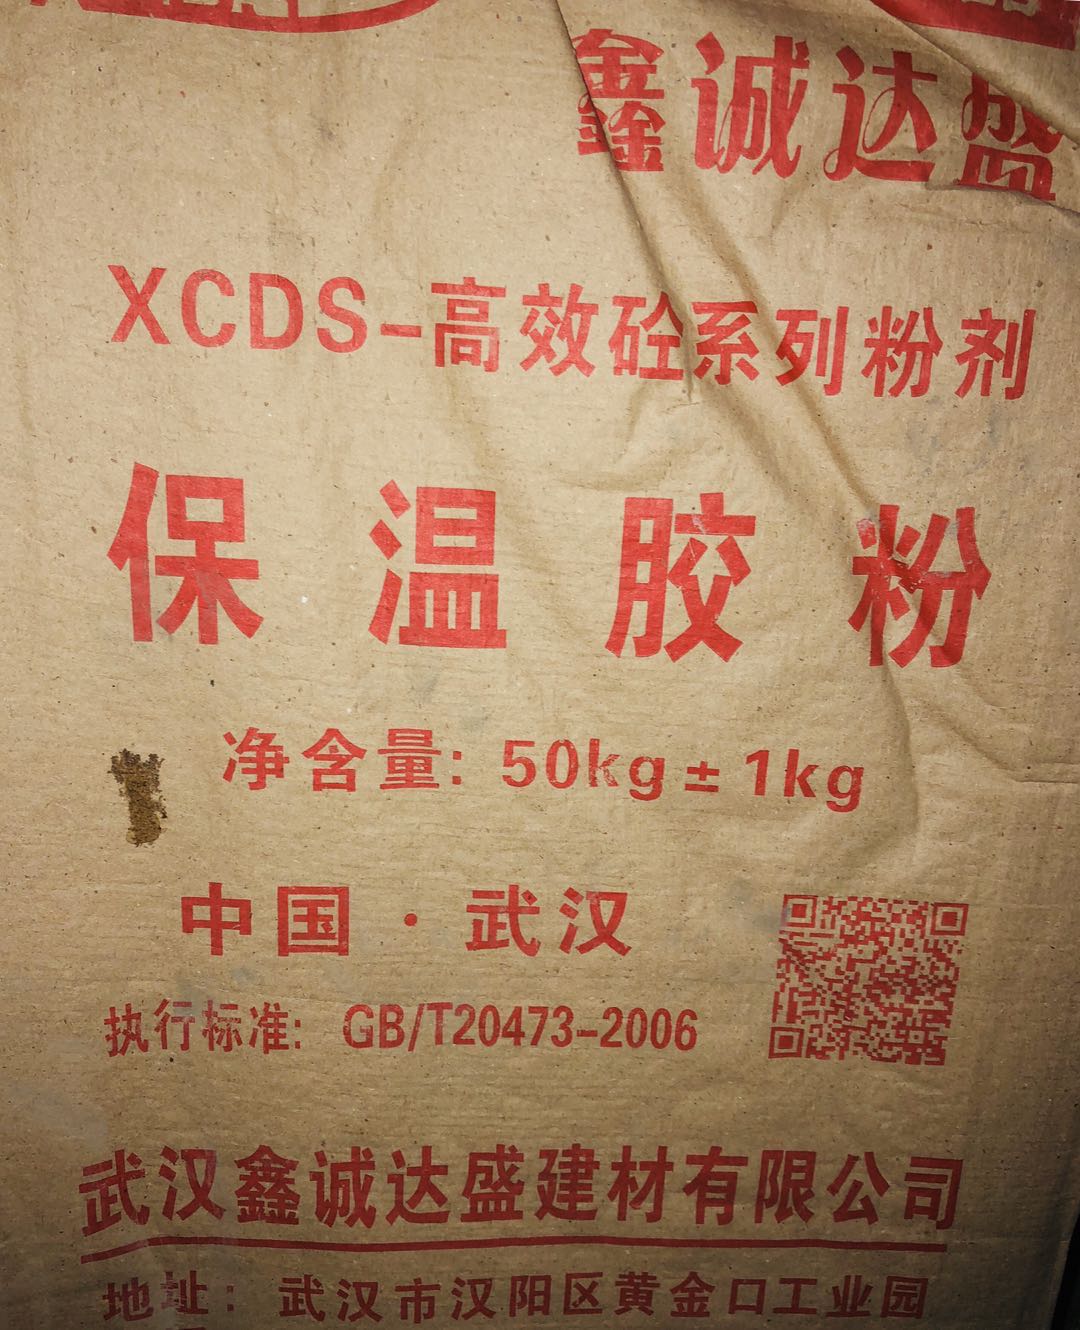 鑫诚达盛
XCDS-高效砼系列粉剂
保温胶粉
净含量: 50kg±1kg
中国·武汉
执行标准: GB/T20473-2006
武汉鑫诚达盛建材有限公司
地址: 武汉市汉阳区黄金口工业园